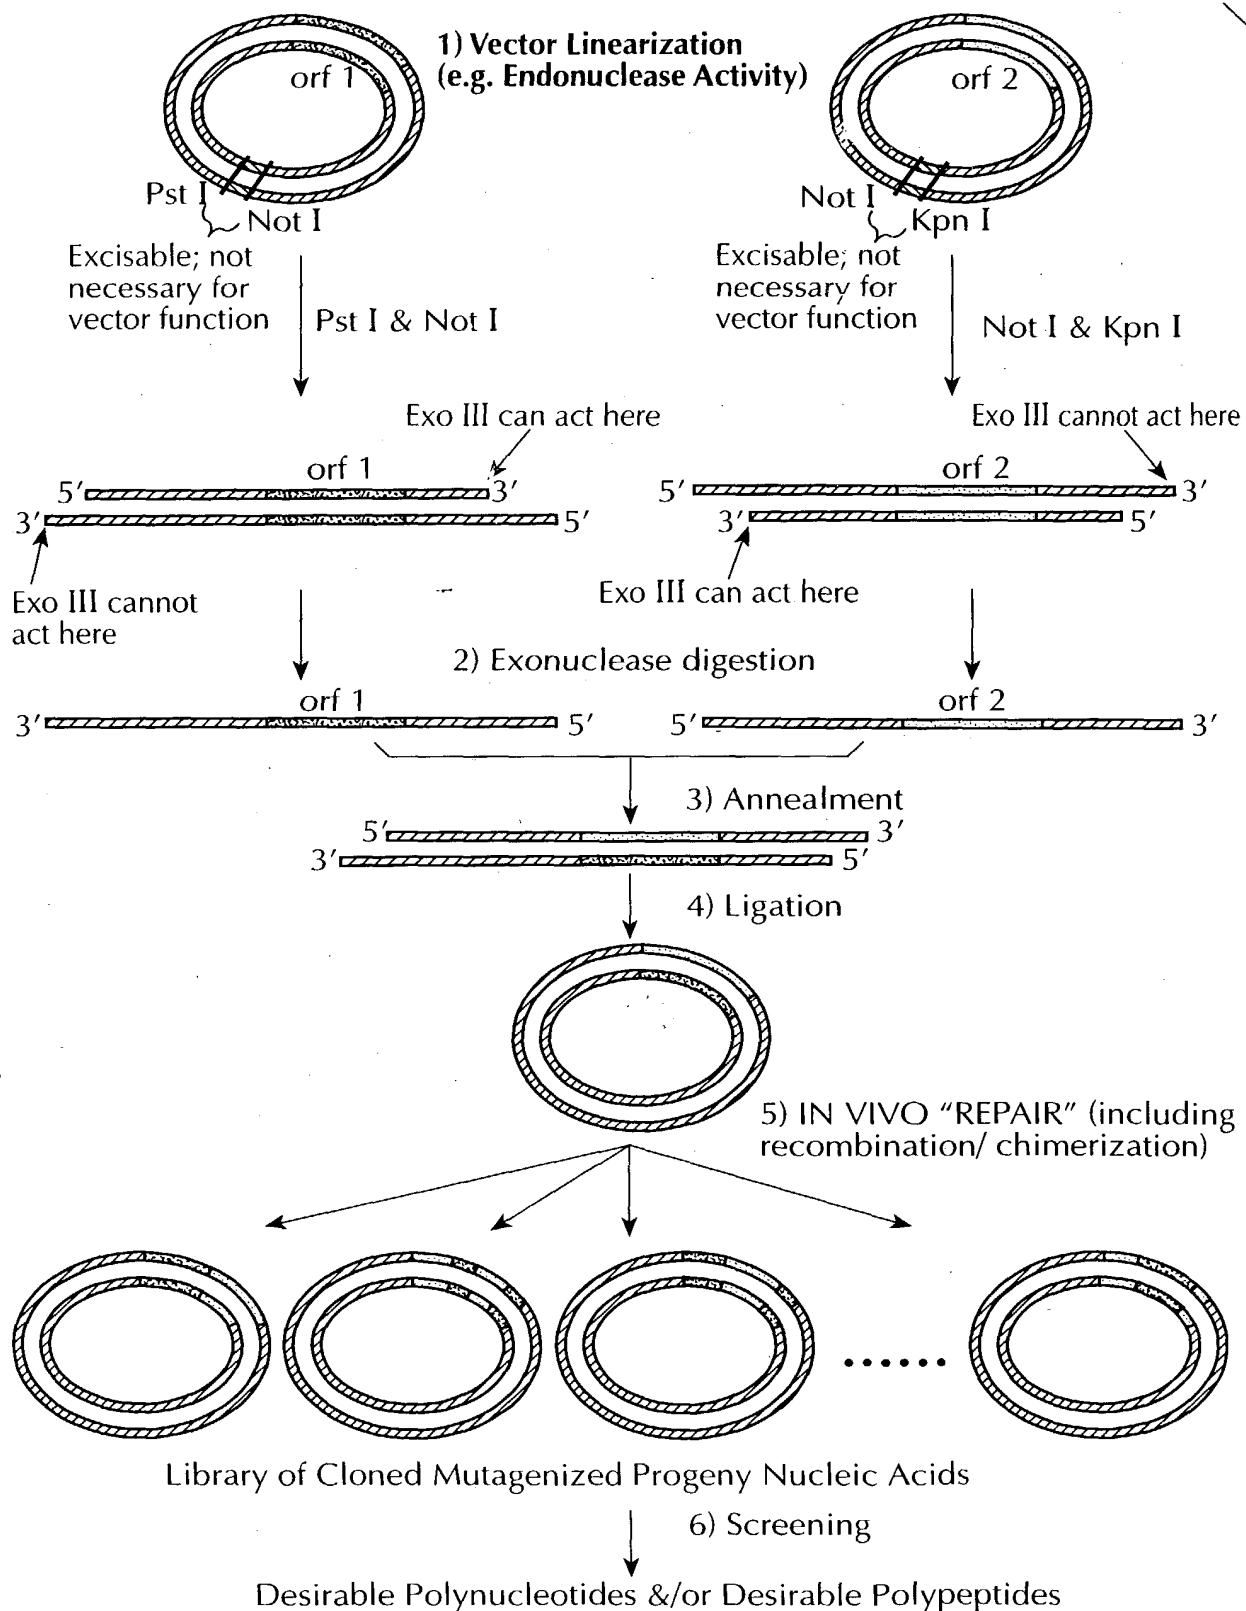 1) Vector Linearization
(e.g. Endonuclease Activity)
orf 1
orf 2
Pst I
Not I
Excisable; not
necessary for
vector function
Not I
Kpn I
Excisable; not
necessary for
vector function
Pst I & Not I
Not I & Kpn I
Exo III can act here
Exo III cannot act here
orf 1
5′ 3′
3′ 5′
orf 2
5′ 3′
3′ 5′
Exo III cannot
act here
Exo III can act here
2) Exonuclease digestion
orf 1
3′ 5′
orf 2
5′ 3′
3) Annealment
5′ 3′
3′ 5′
4) Ligation
5) IN VIVO “REPAIR” (including
recombination/ chimerization)
......
Library of Cloned Mutagenized Progeny Nucleic Acids
6) Screening
Desirable Polynucleotides &/or Desirable Polypeptides